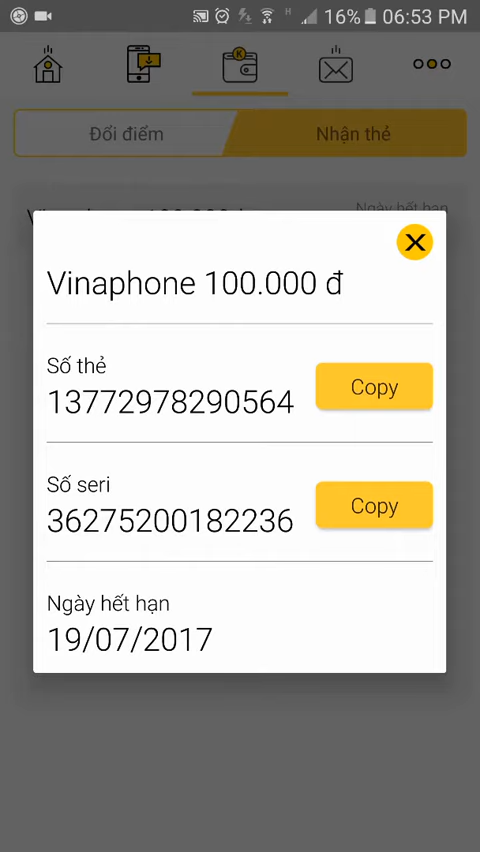 16% 06:53 PM
Đổi điểm
Nhận thẻ
Ngày hết hạn
Vinaphone 100.000 đ
Số thẻ
13772978290564
Copy
Số seri
36275200182236
Copy
Ngày hết hạn
19/07/2017